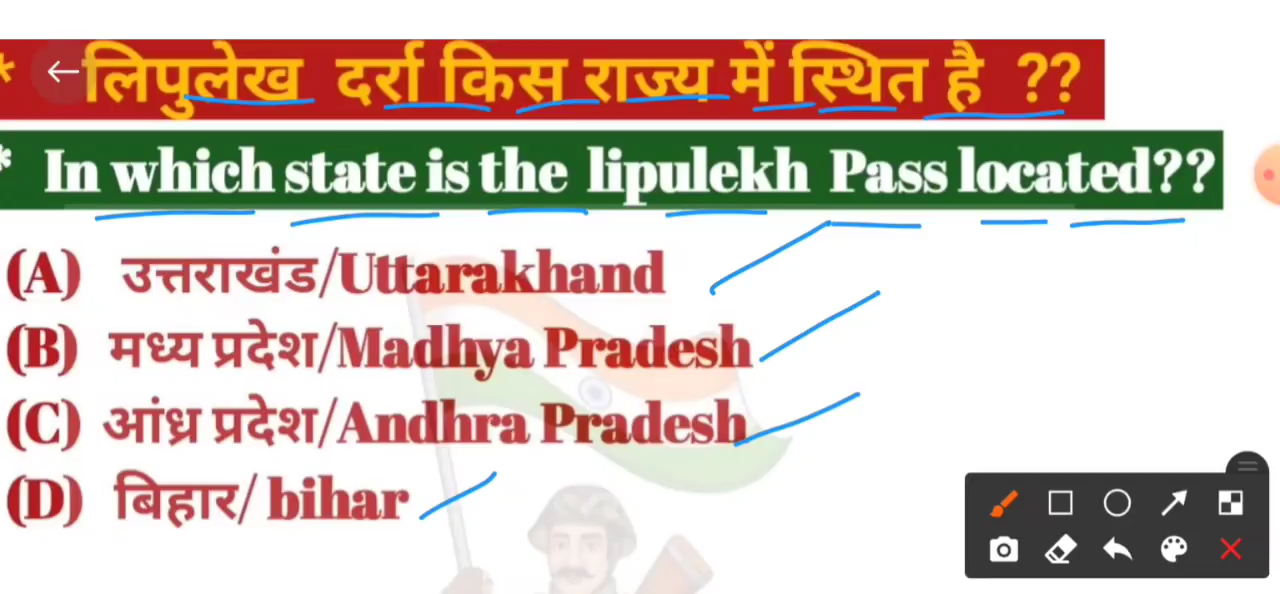 * लिपुलेख दर्रा किस राज्य में स्थित है ??
* In which state is the lipulekh Pass located??
(A) उत्तराखंड/Uttarakhand
(B) मध्य प्रदेश/Madhya Pradesh
(C) आंध्र प्रदेश/Andhra Pradesh
(D) बिहार/ bihar